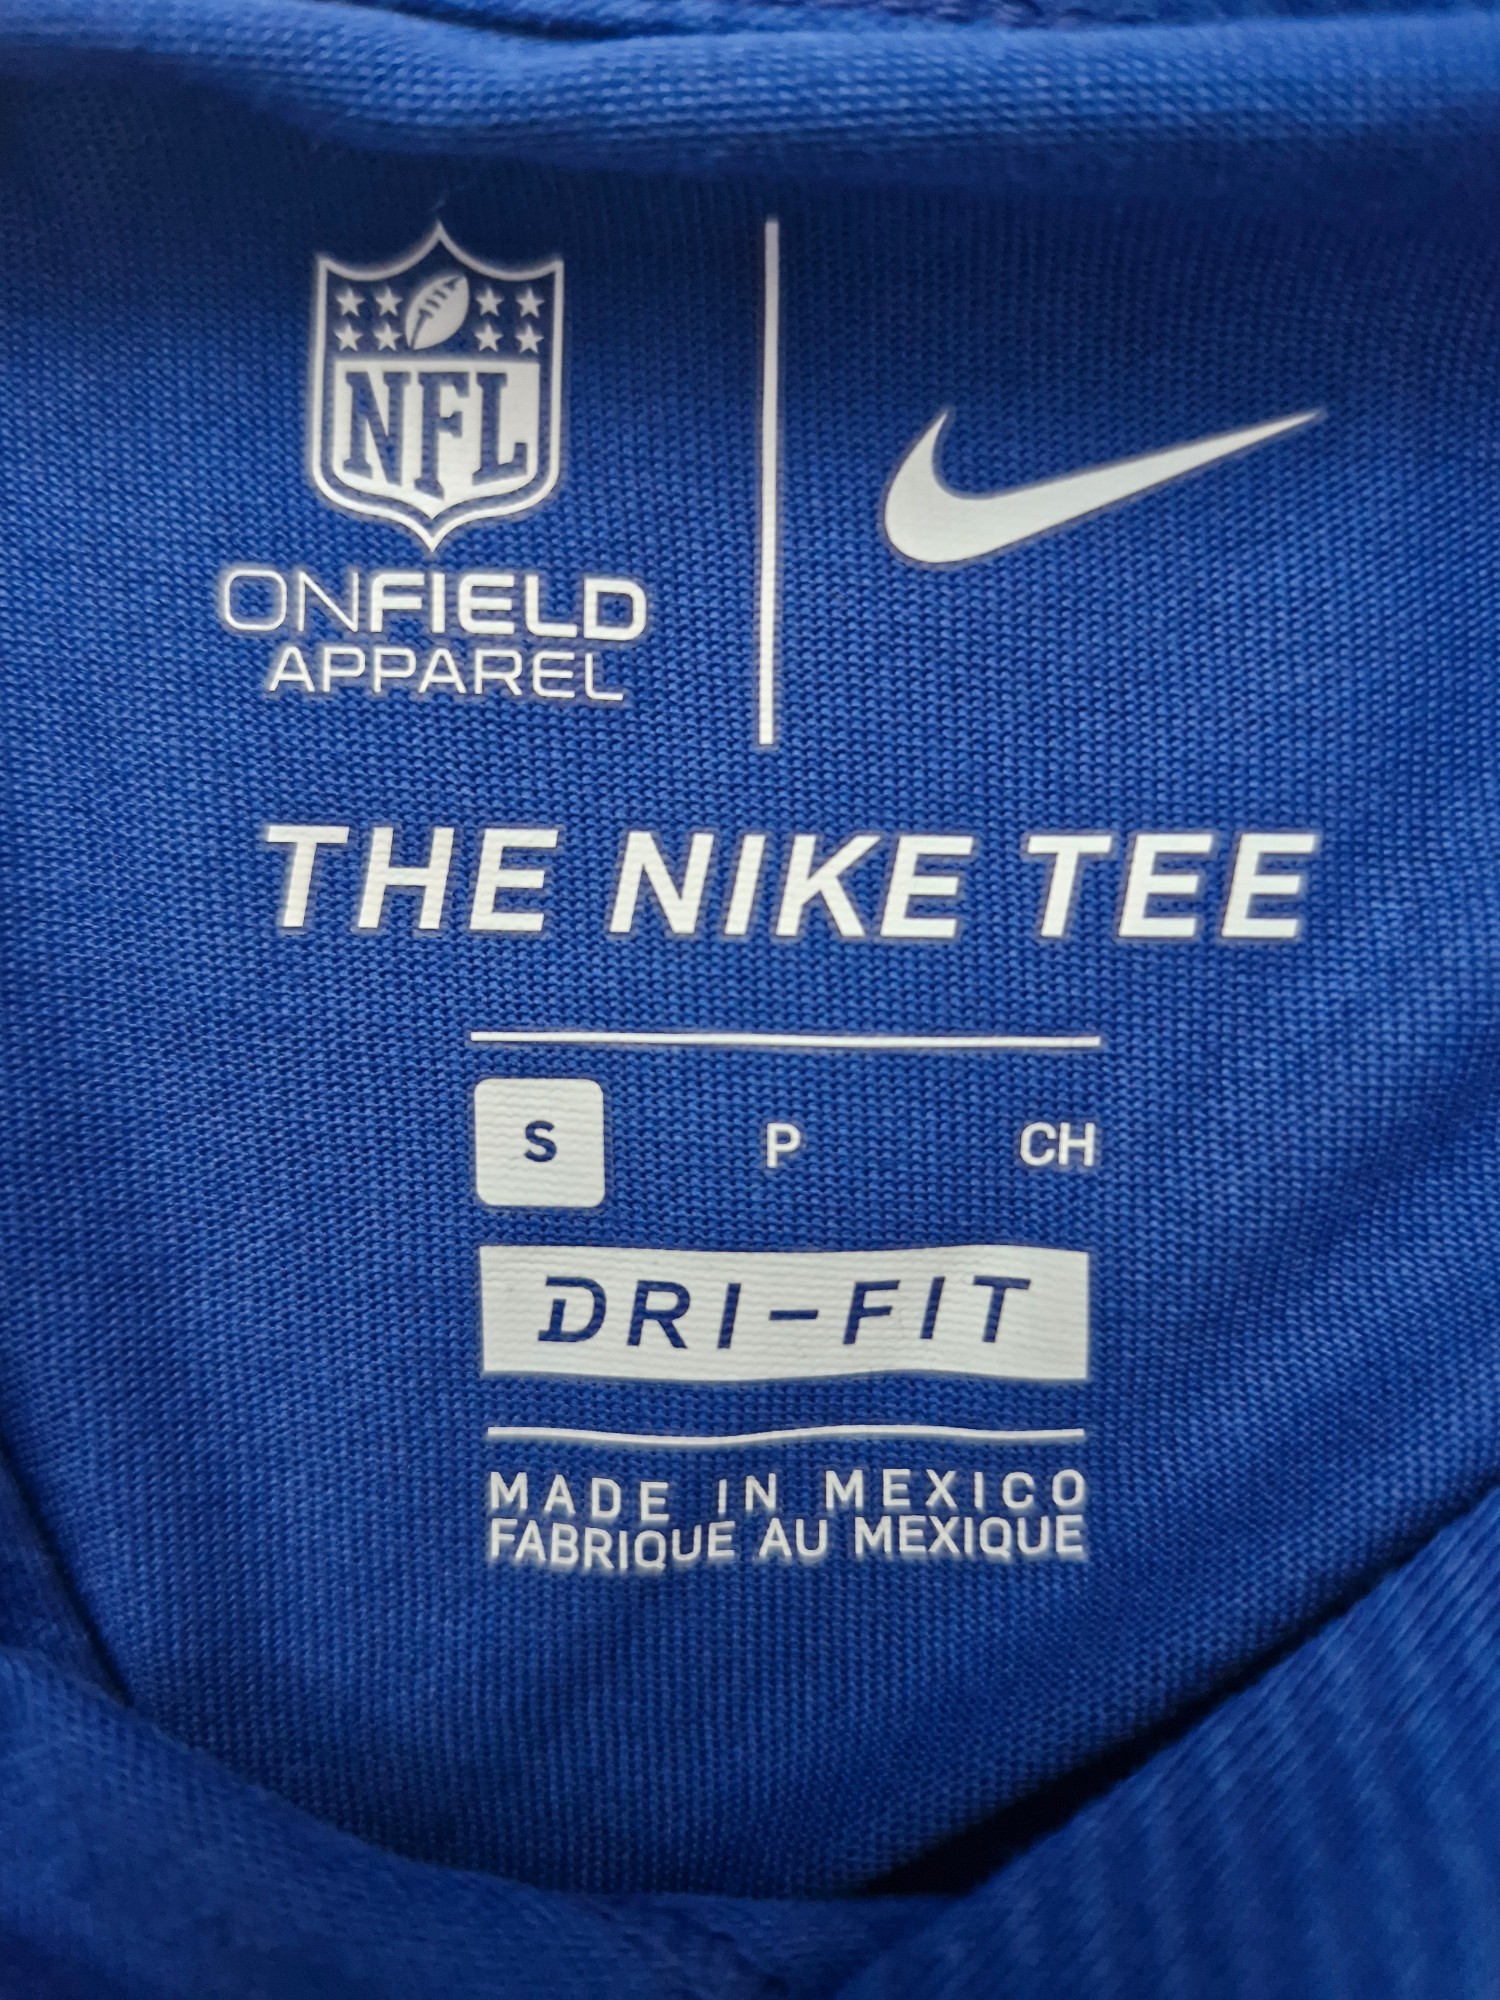 NFL
ONFIELD
APPAREL
THE NIKE TEE
S P CH
DRI-FIT
MADE IN MEXICO
FABRIQUE AU MEXIQUE